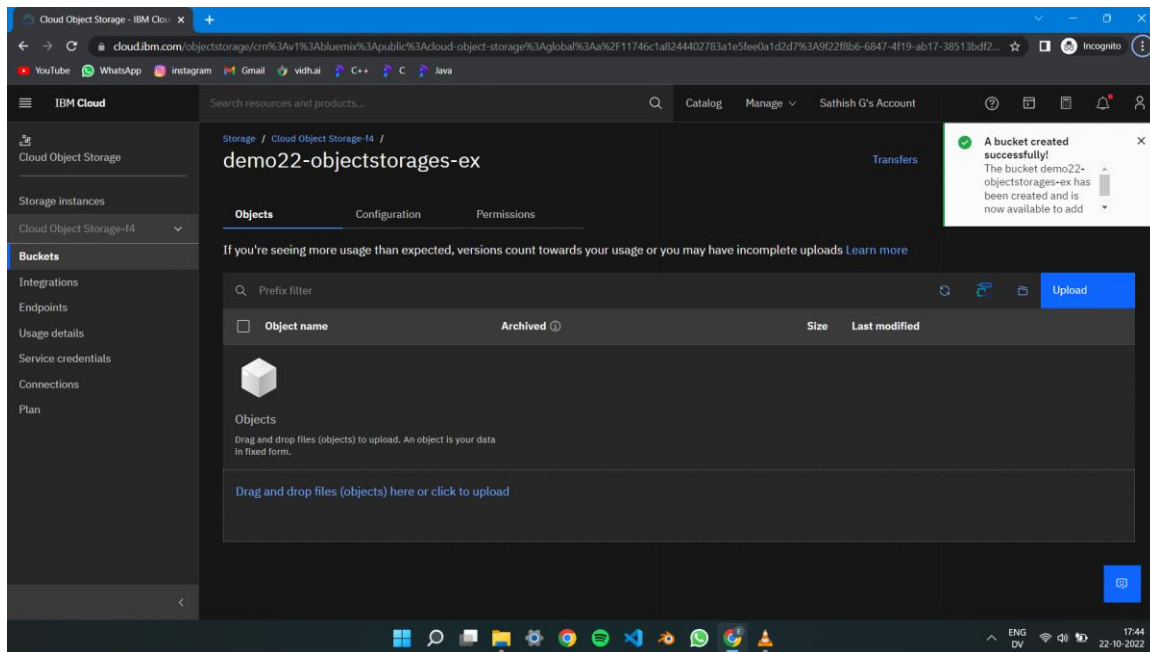 Cloud Object Storage - IBM Clou
cloud.ibm.com/objectstorage/crn%3Av1%3Abluemix%3Apublic%3Acloud-object-storage%3Aglobal%3Aa%2F11746c1a8244402783a1e5fee0a1d2d7%3A9f22f8b6-6847-4f19-ab17-38513bdf2...
Incognito
YouTube WhatsApp instagram Gmail vidh.ai C++ C Java
IBM Cloud
Search resources and products...
Catalog Manage Sathish G's Account
Cloud Object Storage
Storage instances
Cloud Object Storage-f4
Buckets
Integrations
Endpoints
Usage details
Service credentials
Connections
Plan
Storage / Cloud Object Storage-f4 /
demo22-objectstorages-ex
Transfers
A bucket created
successfully!
The bucket demo22-
objectstorages-ex has
been created and is
now available to add
Objects Configuration Permissions
If you're seeing more usage than expected, versions count towards your usage or you may have incomplete uploads Learn more
Prefix filter
Upload
Object name Archived Size Last modified
Objects
Drag and drop files (objects) to upload. An object is your data
in fixed form.
Drag and drop files (objects) here or click to upload
ENG
DV
17:44
22-10-2022